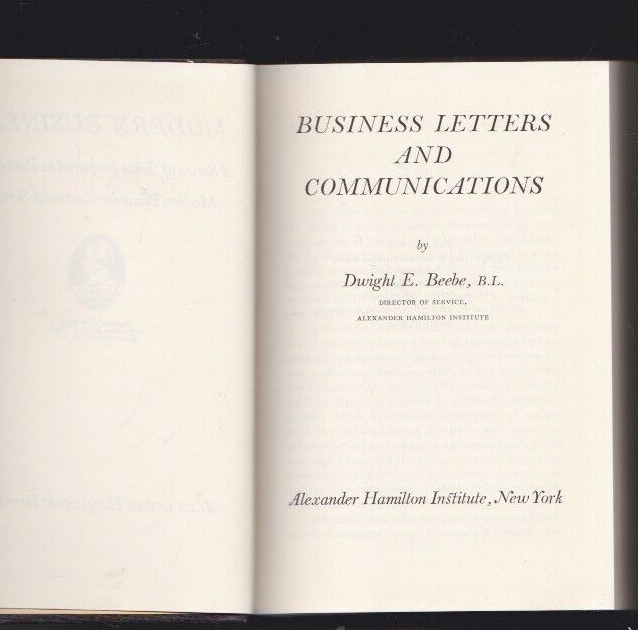 BUSINESS LETTERS
AND
COMMUNICATIONS
by
Dwight E. Beebe, B.L.
DIRECTOR OF SERVICE,
ALEXANDER HAMILTON INSTITUTE
Alexander Hamilton Institute, New York